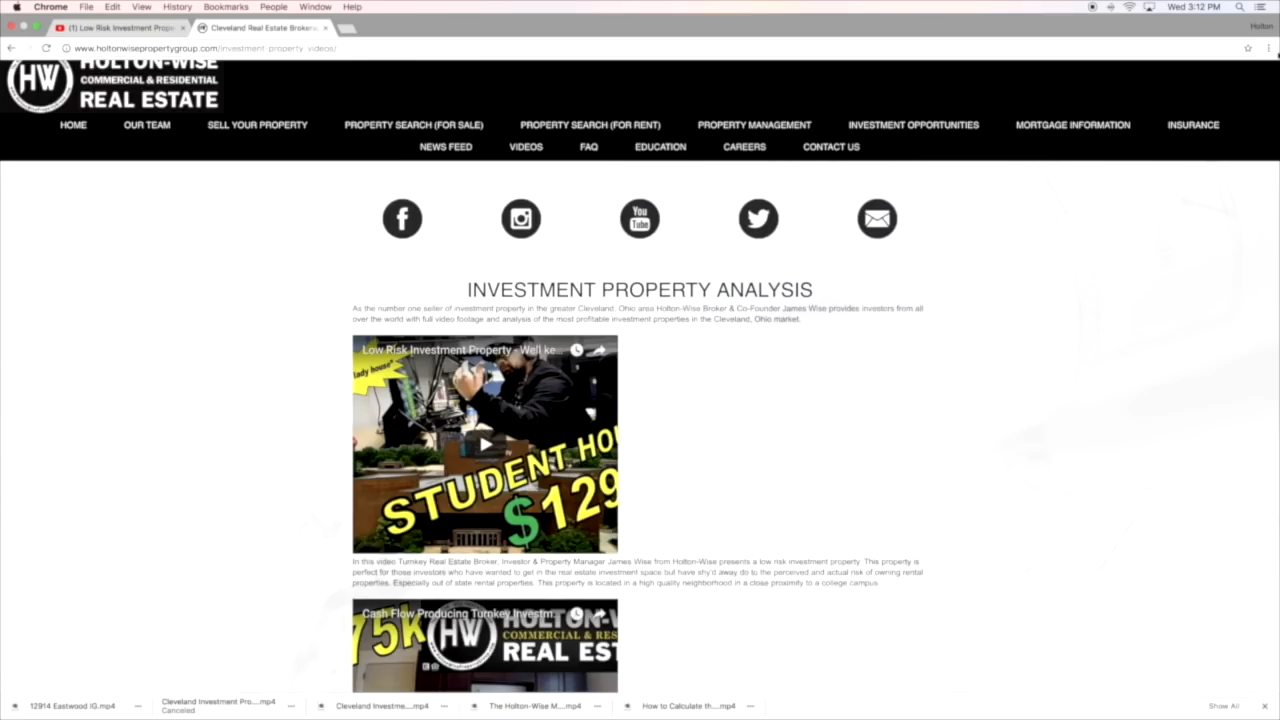 Chrome File Edit View History Bookmarks People Window Help Wed 3:12 PM
(1) Low Risk Investment Prop Cleveland Real Estate Brokers, Holton
www.holtonwisepropertygroup.com/investment-property-videos/
HW HOLTON-WISE
COMMERCIAL & RESIDENTIAL
REAL ESTATE
HOME OUR TEAM SELL YOUR PROPERTY PROPERTY SEARCH (FOR SALE) PROPERTY SEARCH (FOR RENT) PROPERTY MANAGEMENT INVESTMENT OPPORTUNITIES MORTGAGE INFORMATION INSURANCE
NEWS FEED VIDEOS FAQ EDUCATION CAREERS CONTACT US
f You Tube
INVESTMENT PROPERTY ANALYSIS
As the number one seller of investment property in the greater Cleveland, Ohio area Holton-Wise Broker & Co-Founder James Wise provides investors from all
over the world with full video footage and analysis of the most profitable investment properties in the Cleveland, Ohio market.
Low Risk Investment Property - Well ke...
lady house"
STUDENT HO
$129
In this video Turnkey Real Estate Broker, Investor & Property Manager James Wise from Holton-Wise presents a low risk investment property. This property is
perfect for those investors who have wanted to get in the real estate investment space but have shy'd away do to the perceived and actual risk of owning rental
properties. Especially out of state rental properties. This property is located in a high quality neighborhood in a close proximity to a college campus
Cash Flow Producing Turnkey Investm...
75k HW HOLTON-W
COMMERCIAL & RES
REAL EST
12914 Eastwood IG.mp4 Cleveland Investment Pro....mp4 Cleveland Investme....mp4 The Holton-Wise M....mp4 How to Calculate th....mp4 Show All
Canceled